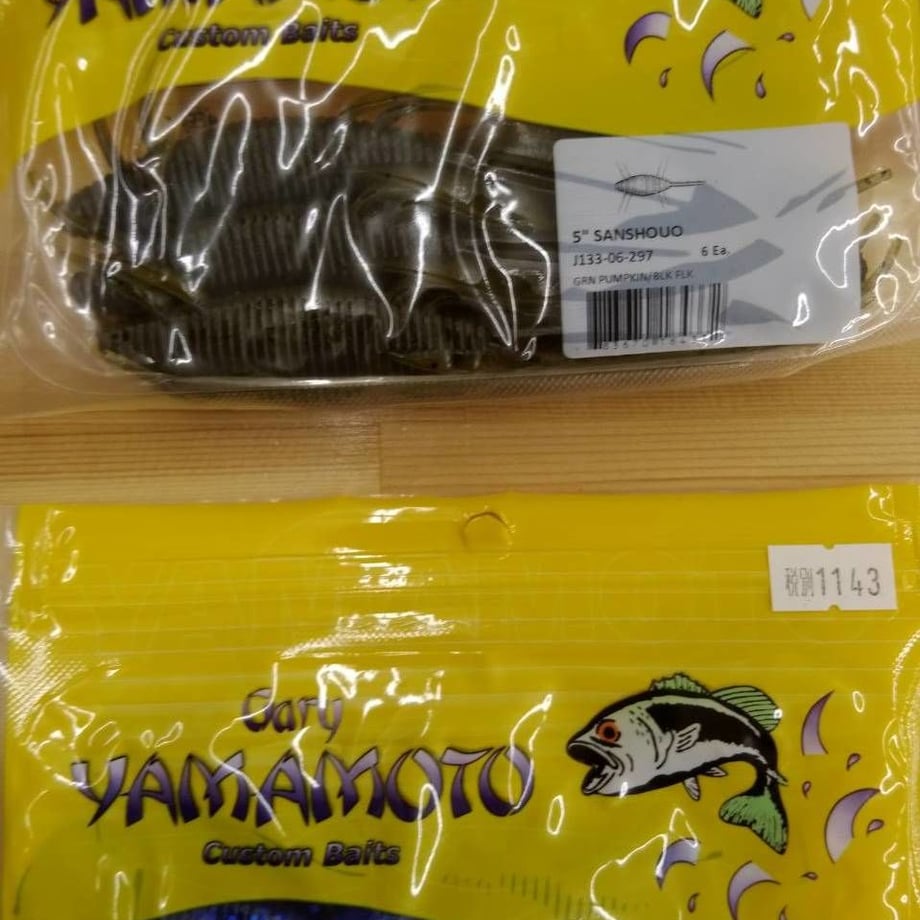 YAMAMOTO
Custom Baits
5" SANSHOUO
J133-06-297 6 Ea.
GRN PUMPKIN/BLK FLK
税別1143
Gary
YAMAMOTO
Custom Baits